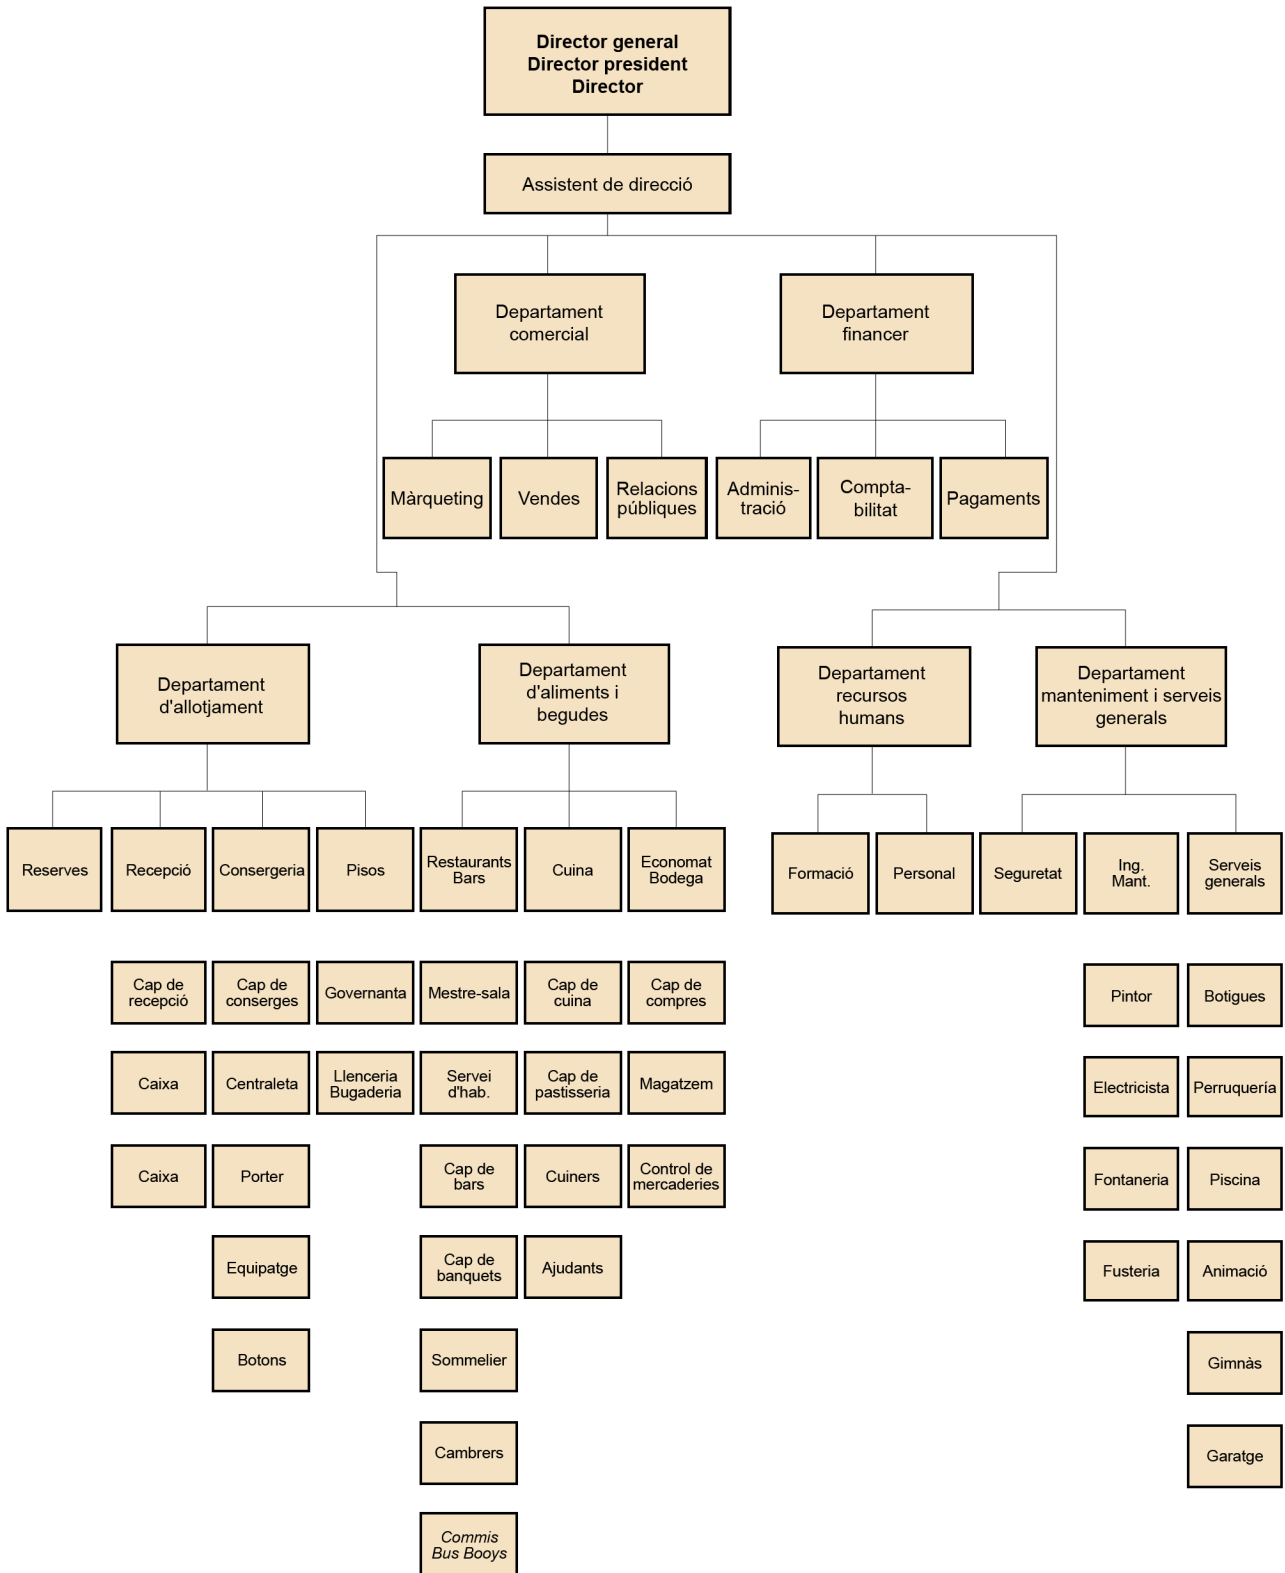 Director general
Director president
Director
Assistent de direcció
Departament
comercial
Departament
financer
Màrqueting
Vendes
Relacions
públiques
Adminis-
tració
Compta-
bilitat
Pagaments
Departament
d'allotjament
Departament
d'aliments i
begudes
Departament
recursos
humans
Departament
manteniment i serveis
generals
Reserves
Recepció
Consergeria
Pisos
Restaurants
Bars
Cuina
Economat
Bodega
Formació
Personal
Seguretat
Ing.
Mant.
Serveis
generals
Cap de
recepció
Cap de
conserges
Governanta
Mestre-sala
Cap de
cuina
Cap de
compres
Pintor
Botigues
Caixa
Centraleta
Llenceria
Bugaderia
Servei
d'hab.
Cap de
pastisseria
Magatzem
Electricista
Perruquería
Caixa
Porter
Cap de
bars
Cuiners
Control de
mercaderies
Fontaneria
Piscina
Equipatge
Cap de
banquets
Ajudants
Fusteria
Animació
Botons
Sommelier
Gimnàs
Cambrers
Garatge
Commis
Bus Booys